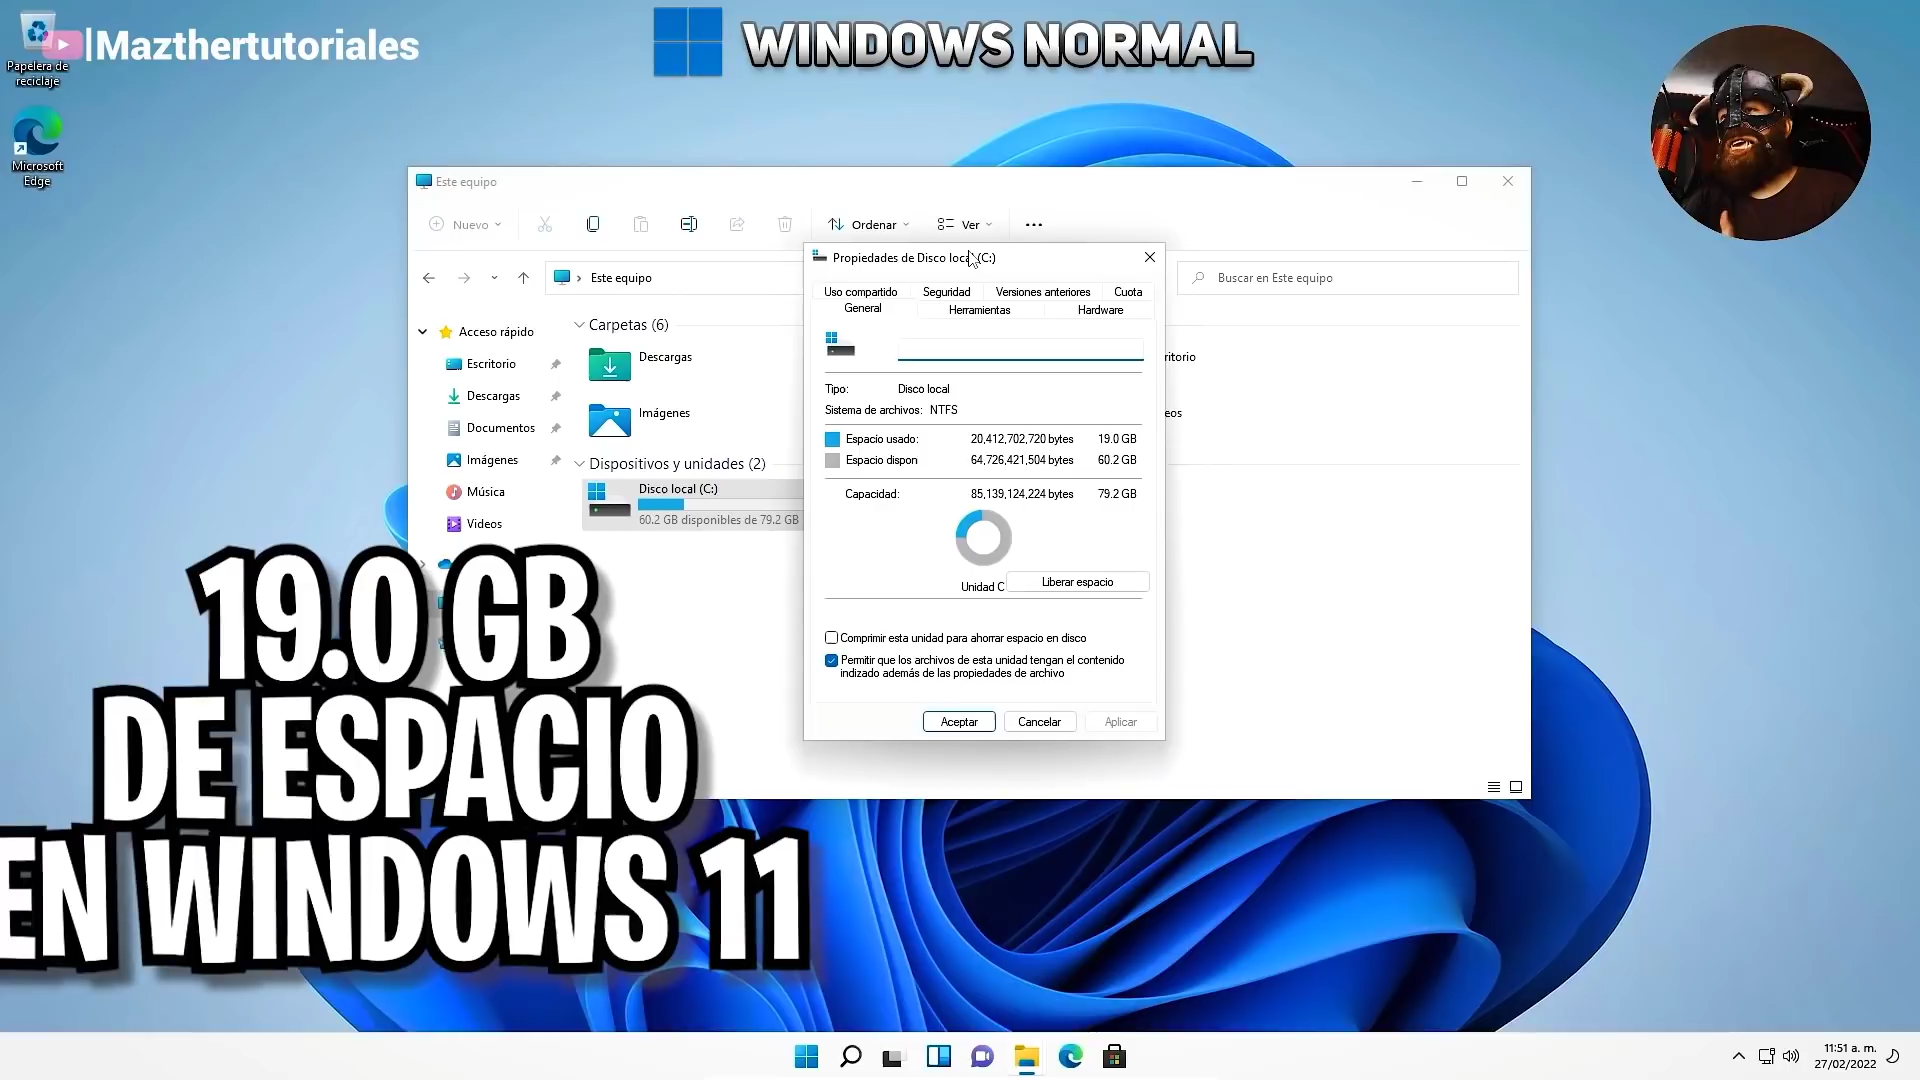 |Mazthertutoriales
WINDOWS NORMAL
Papelera de
reciclaje
Microsoft
Edge
Este equipo
Nuevo
Ordenar
Ver
Este equipo
Buscar en Este equipo
Acceso rápido
Escritorio
Descargas
Documentos
Imágenes
Música
Videos
Carpetas (6)
Descargas
Imágenes
ritorio
eos
Dispositivos y unidades (2)
Disco local (C:)
60.2 GB disponibles de 79.2 GB
Propiedades de Disco local (C:)
Uso compartido Seguridad Versiones anteriores Cuota
General Herramientas Hardware
Tipo: Disco local
Sistema de archivos: NTFS
Espacio usado: 20,412,702,720 bytes 19.0 GB
Espacio dispon 64,726,421,504 bytes 60.2 GB
Capacidad: 85,139,124,224 bytes 79.2 GB
Unidad C
Liberar espacio
Comprimir esta unidad para ahorrar espacio en disco
Permitir que los archivos de esta unidad tengan el contenido
indizado además de las propiedades de archivo
Aceptar Cancelar Aplicar
19.0 GB
DE ESPACIO
EN WINDOWS 11
11:51 a. m.
27/02/2022